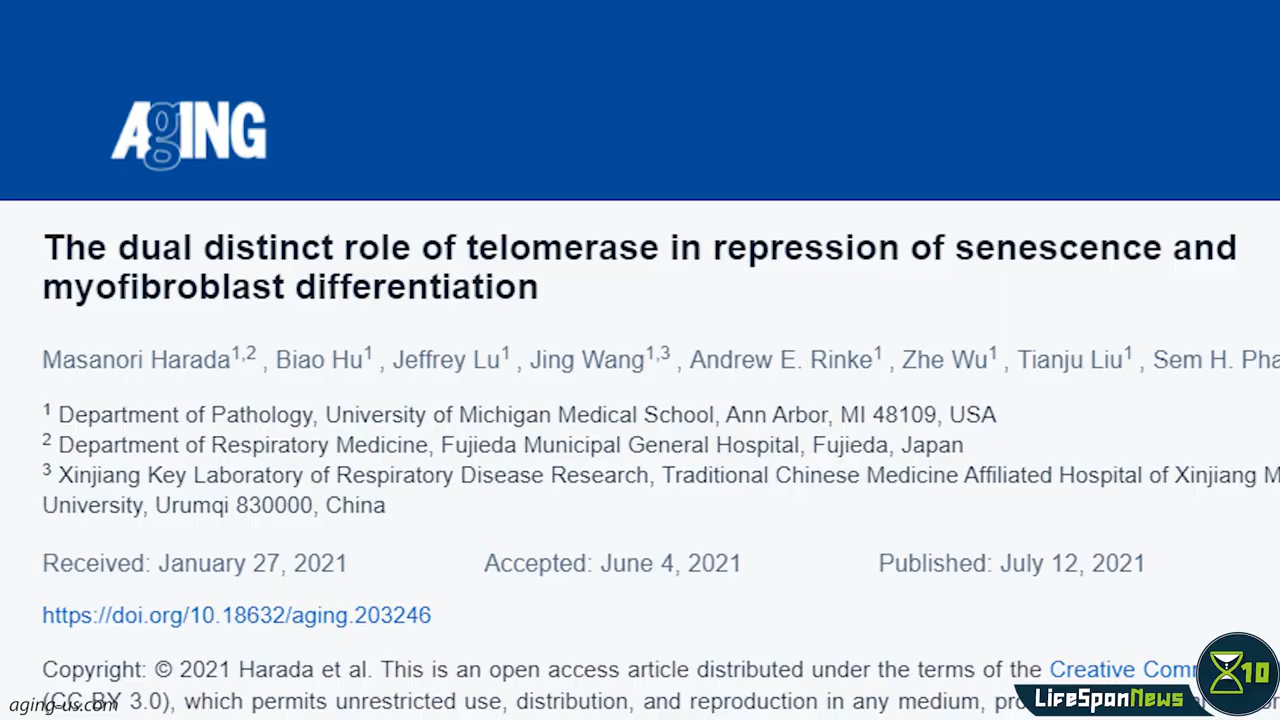 AgING
The dual distinct role of telomerase in repression of senescence and
myofibroblast differentiation
Masanori Harada1,2 , Biao Hu1 , Jeffrey Lu1 , Jing Wang1,3 , Andrew E. Rinke1 , Zhe Wu1 , Tianju Liu1 , Sem H. Pha
1 Department of Pathology, University of Michigan Medical School, Ann Arbor, MI 48109, USA
2 Department of Respiratory Medicine, Fujieda Municipal General Hospital, Fujieda, Japan
3 Xinjiang Key Laboratory of Respiratory Disease Research, Traditional Chinese Medicine Affiliated Hospital of Xinjiang M
University, Urumqi 830000, China
Received: January 27, 2021 Accepted: June 4, 2021 Published: July 12, 2021
https://doi.org/10.18632/aging.203246
Copyright: © 2021 Harada et al. This is an open access article distributed under the terms of the Creative Comm
(CC BY 3.0), which permits unrestricted use, distribution, and reproduction in any medium,
aging-us.com
LifeSpanNews
10